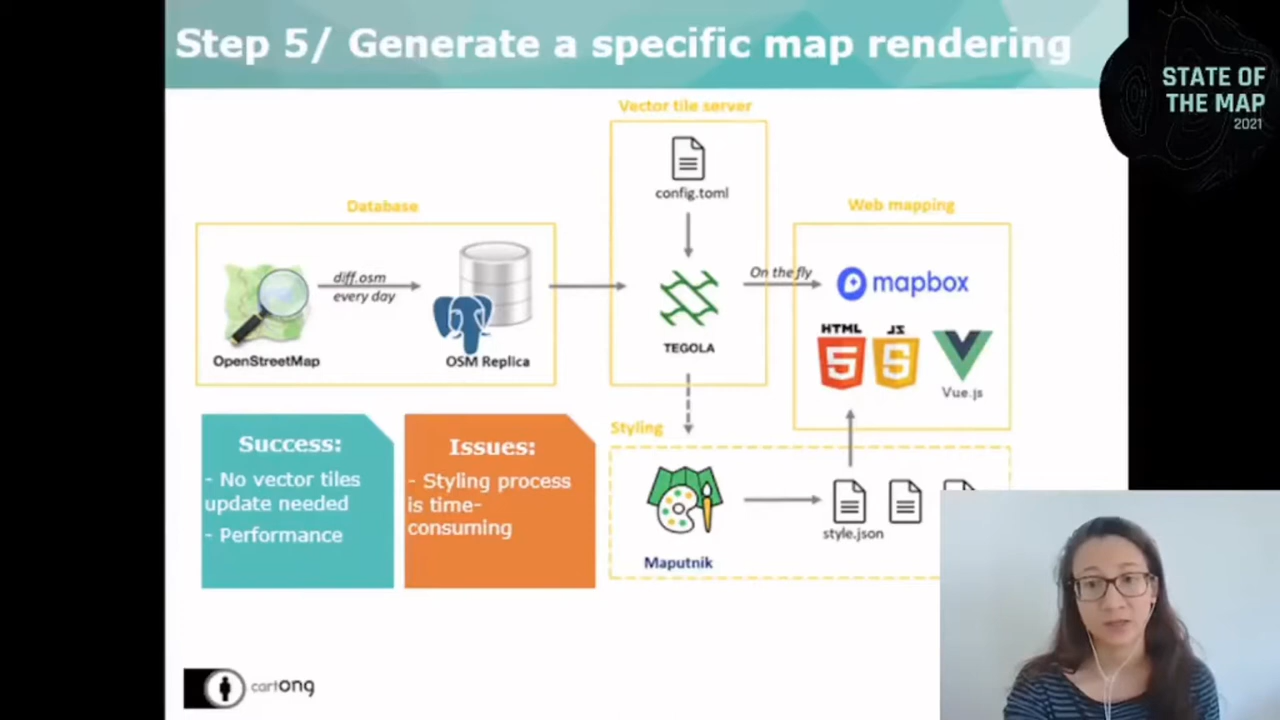 Step 5/ Generate a specific map rendering
STATE OF
THE MAP
2021
Vector tile server
config.toml
Database
Web mapping
diff.osm
every day
On the fly
mapbox
HTML
5
JS
5
TEGOLA
OpenStreetMap
OSM Replica
Vue.js
Styling
Success:
- No vector tiles
update needed
- Performance
Issues:
- Styling process
is time-
consuming
style.json
Maputnik
cartONG